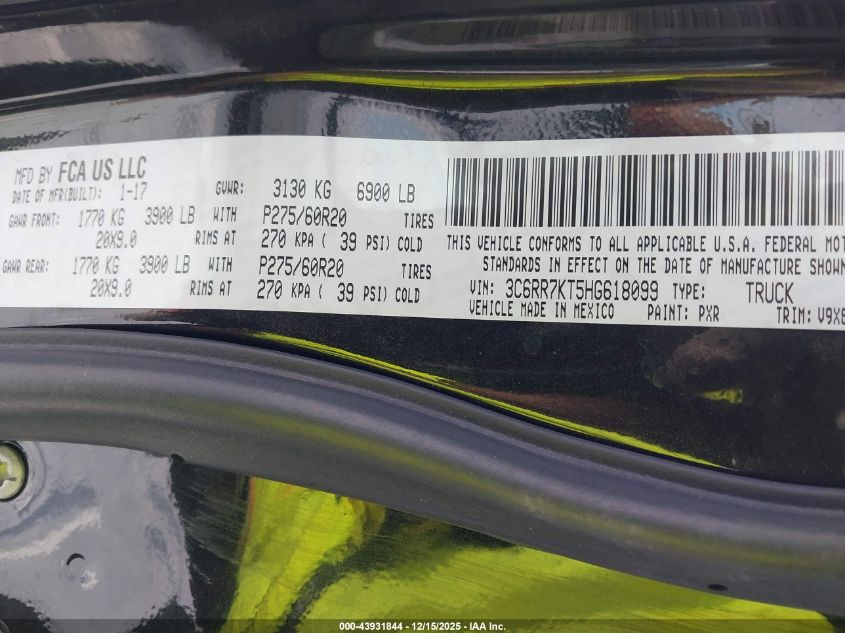 MFD BY FCA US LLC
DATE OF MFR(BUILT): 1-17 GVWR: 3130 KG 6900 LB
GAWR FRONT: 1770 KG 3900 LB WITH P275/60R20 TIRES
20X9.0 RIMS AT 270 KPA ( 39 PSI) COLD
GAWR REAR: 1770 KG 3900 LB WITH P275/60R20 TIRES
20X9.0 RIMS AT 270 KPA ( 39 PSI) COLD
THIS VEHICLE CONFORMS TO ALL APPLICABLE U.S.A. FEDERAL MOT
STANDARDS IN EFFECT ON THE DATE OF MANUFACTURE SHOWN
VIN: 3C6RR7KT5HG618099 TYPE: TRUCK
VEHICLE MADE IN MEXICO PAINT: PXR TRIM: V9X8
000-43931844 - 12/15/2025 - IAA Inc.